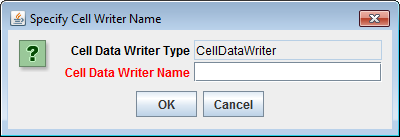 Specify Cell Writer Name
Cell Data Writer Type CellDataWriter
Cell Data Writer Name
OK Cancel